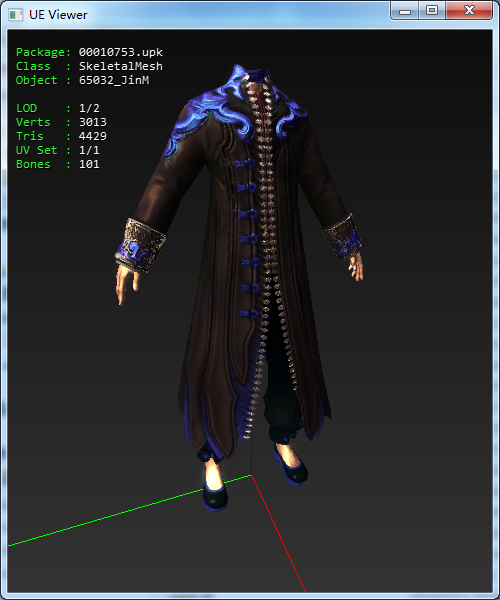 UE Viewer
Package: 00010753.upk
Class : SkeletalMesh
Object : 65032_JinM
LOD : 1/2
Verts : 3013
Tris : 4429
UV Set : 1/1
Bones : 101